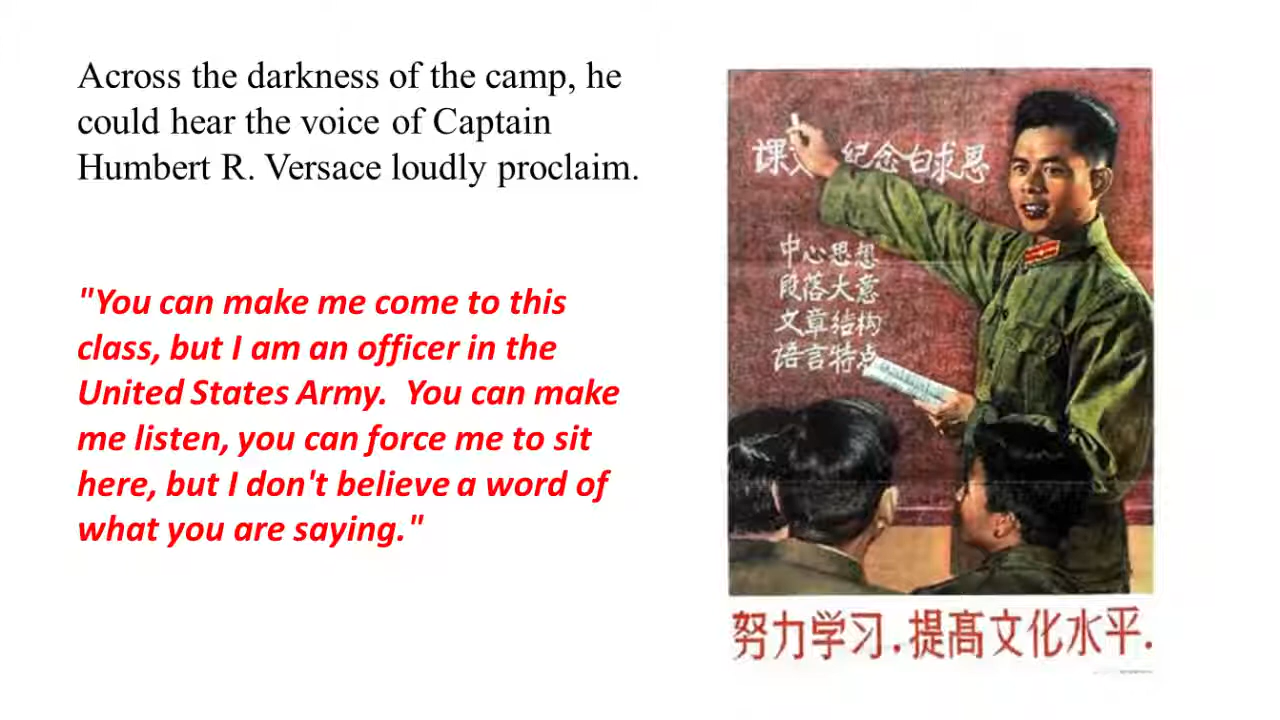 Across the darkness of the camp, he
could hear the voice of Captain
Humbert R. Versace loudly proclaim.
"You can make me come to this
class, but I am an officer in the
United States Army.  You can make
me listen, you can force me to sit
here, but I don't believe a word of
what you are saying."
课文 纪念白求恩
中心思想
段落大意
文章结构
語言特点
努力学习.提高文化水平.